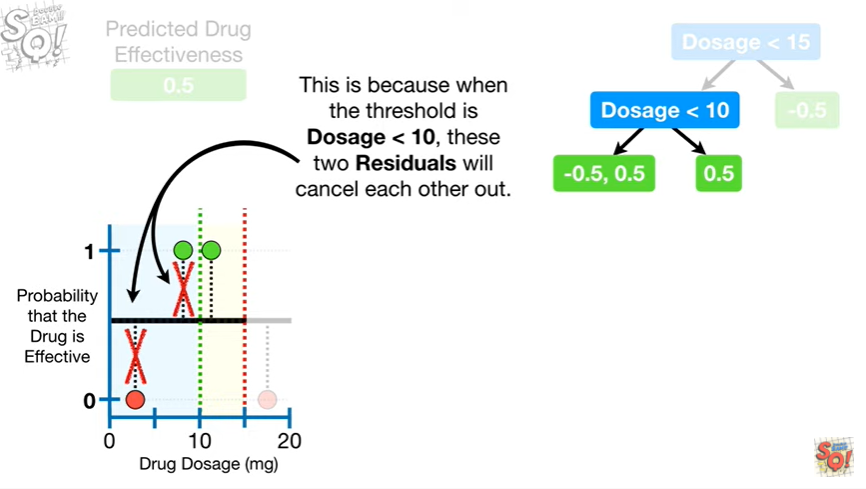 SQ!
Predicted Drug
Effectiveness
0.5
This is because when
the threshold is
Dosage < 10, these
two Residuals will
cancel each other out.
Dosage < 15
Dosage < 10
-0.5
-0.5, 0.5
0.5
1
Probability
that the
Drug is
Effective
0
0
10
20
Drug Dosage (mg)
SQ!